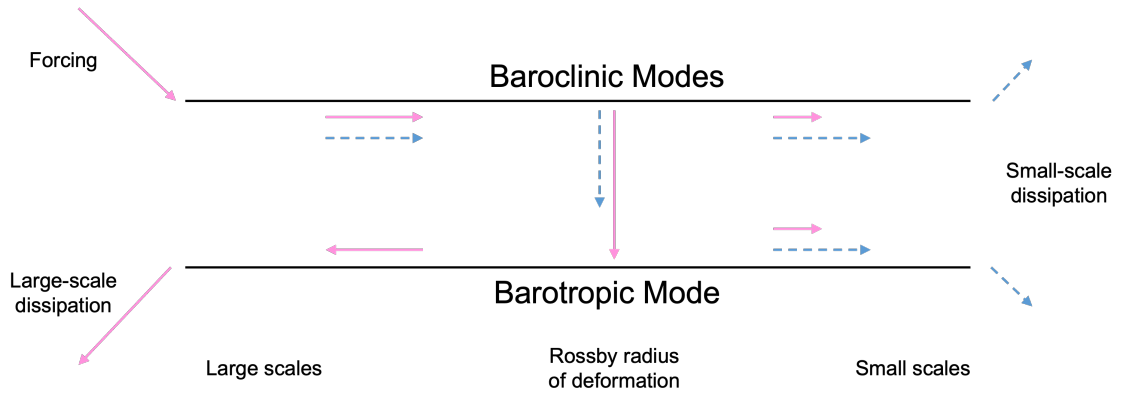 Forcing
Baroclinic Modes
Small-scale
dissipation
Large-scale
dissipation
Barotropic Mode
Large scales
Rossby radius
of deformation
Small scales